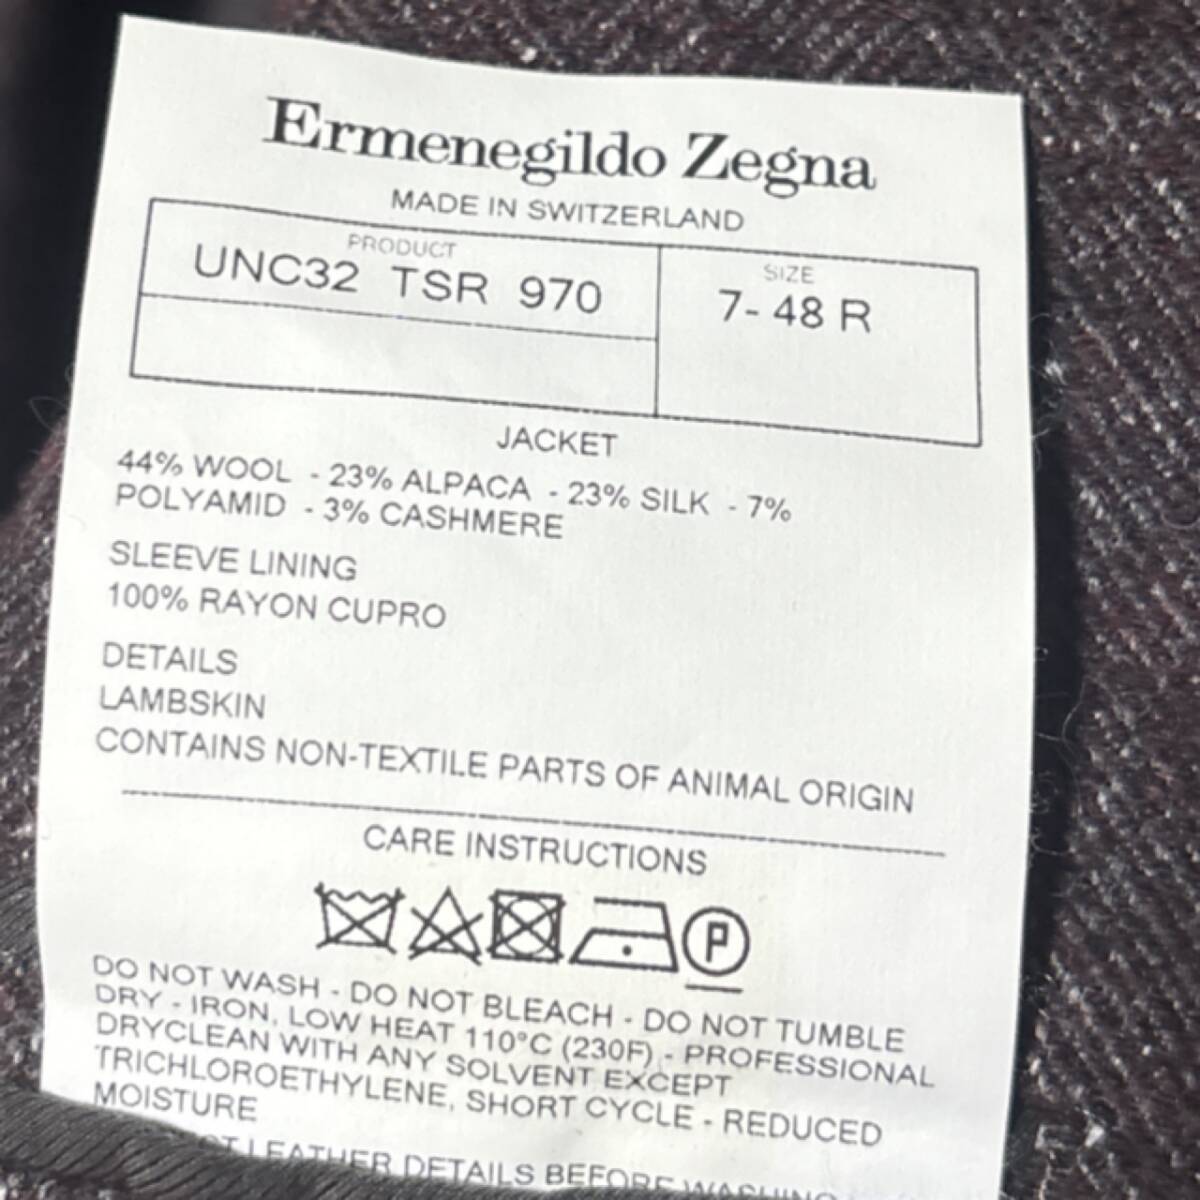 Ermenegildo Zegna
MADE IN SWITZERLAND
PRODUCT
UNC32 TSR 970
SIZE
7- 48 R
JACKET
44% WOOL - 23% ALPACA - 23% SILK - 7%
POLYAMID - 3% CASHMERE
SLEEVE LINING
100% RAYON CUPRO
DETAILS
LAMBSKIN
CONTAINS NON-TEXTILE PARTS OF ANIMAL ORIGIN
CARE INSTRUCTIONS
P
DO NOT WASH - DO NOT BLEACH - DO NOT TUMBLE
DRY - IRON, LOW HEAT 110°C (230F) - PROFESSIONAL
DRYCLEAN WITH ANY SOLVENT EXCEPT
TRICHLOROETHYLENE, SHORT CYCLE - REDUCED
MOISTURE
LEATHER DETAILS BEFORE WASHING